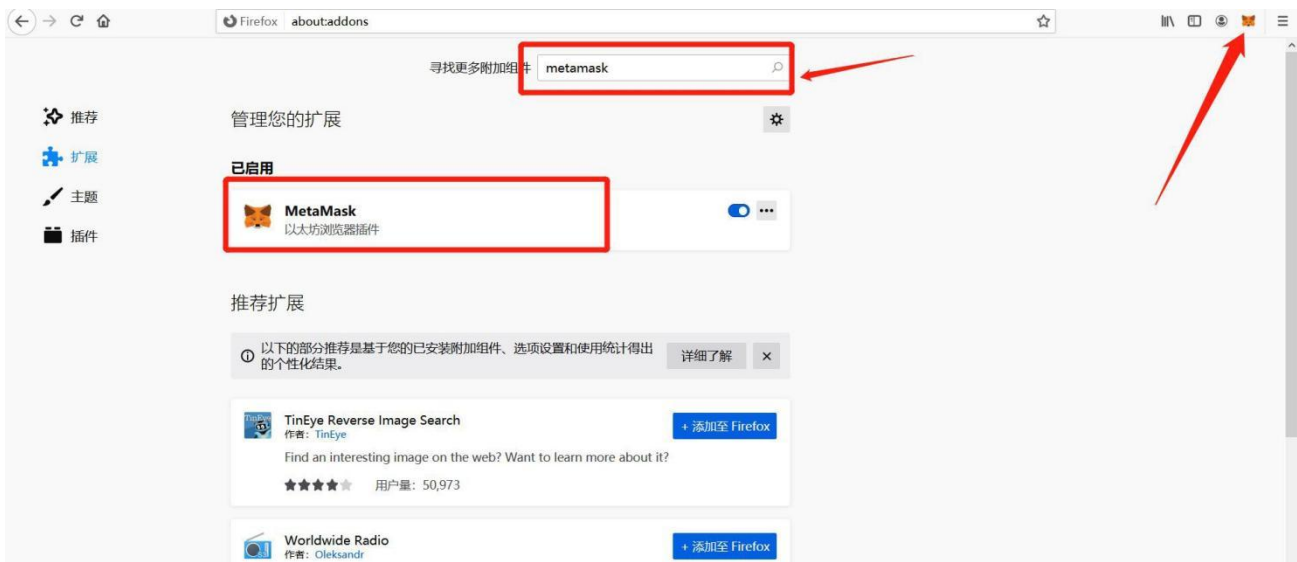 Firefox about:addons
寻找更多附加组件 metamask
推荐
扩展
主题
插件
管理您的扩展
已启用
MetaMask
以太坊浏览器插件
推荐扩展
以下的部分推荐是基于您的已安装附加组件、选项设置和使用统计得出
的个性化结果。
详细了解
TinEye Reverse Image Search
作者: TinEye
+ 添加至 Firefox
Find an interesting image on the web? Want to learn more about it?
用户量: 50,973
Worldwide Radio
作者: Oleksandr
+ 添加至 Firefox